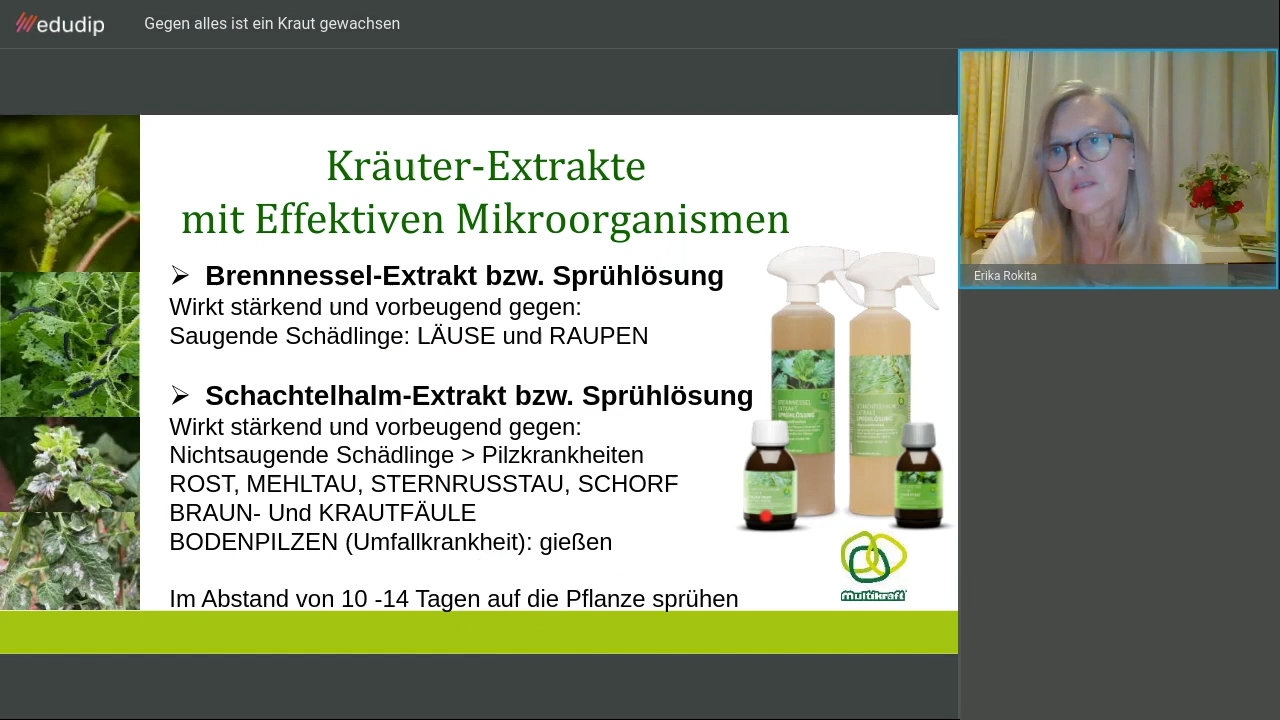 edudip
Gegen alles ist ein Kraut gewachsen
Kräuter-Extrakte
mit Effektiven Mikroorganismen
➢ Brennnessel-Extrakt bzw. Sprühlösung
Wirkt stärkend und vorbeugend gegen:
Saugende Schädlinge: LÄUSE und RAUPEN
➢ Schachtelhalm-Extrakt bzw. Sprühlösung
Wirkt stärkend und vorbeugend gegen:
Nichtsaugende Schädlinge > Pilzkrankheiten
ROST, MEHLTAU, STERNRUSSTAU, SCHORF
BRAUN- Und KRAUTFÄULE
BODENPILZEN (Umfallkrankheit): gießen
Im Abstand von 10 -14 Tagen auf die Pflanze sprühen
Multikraft
Erika Rokita